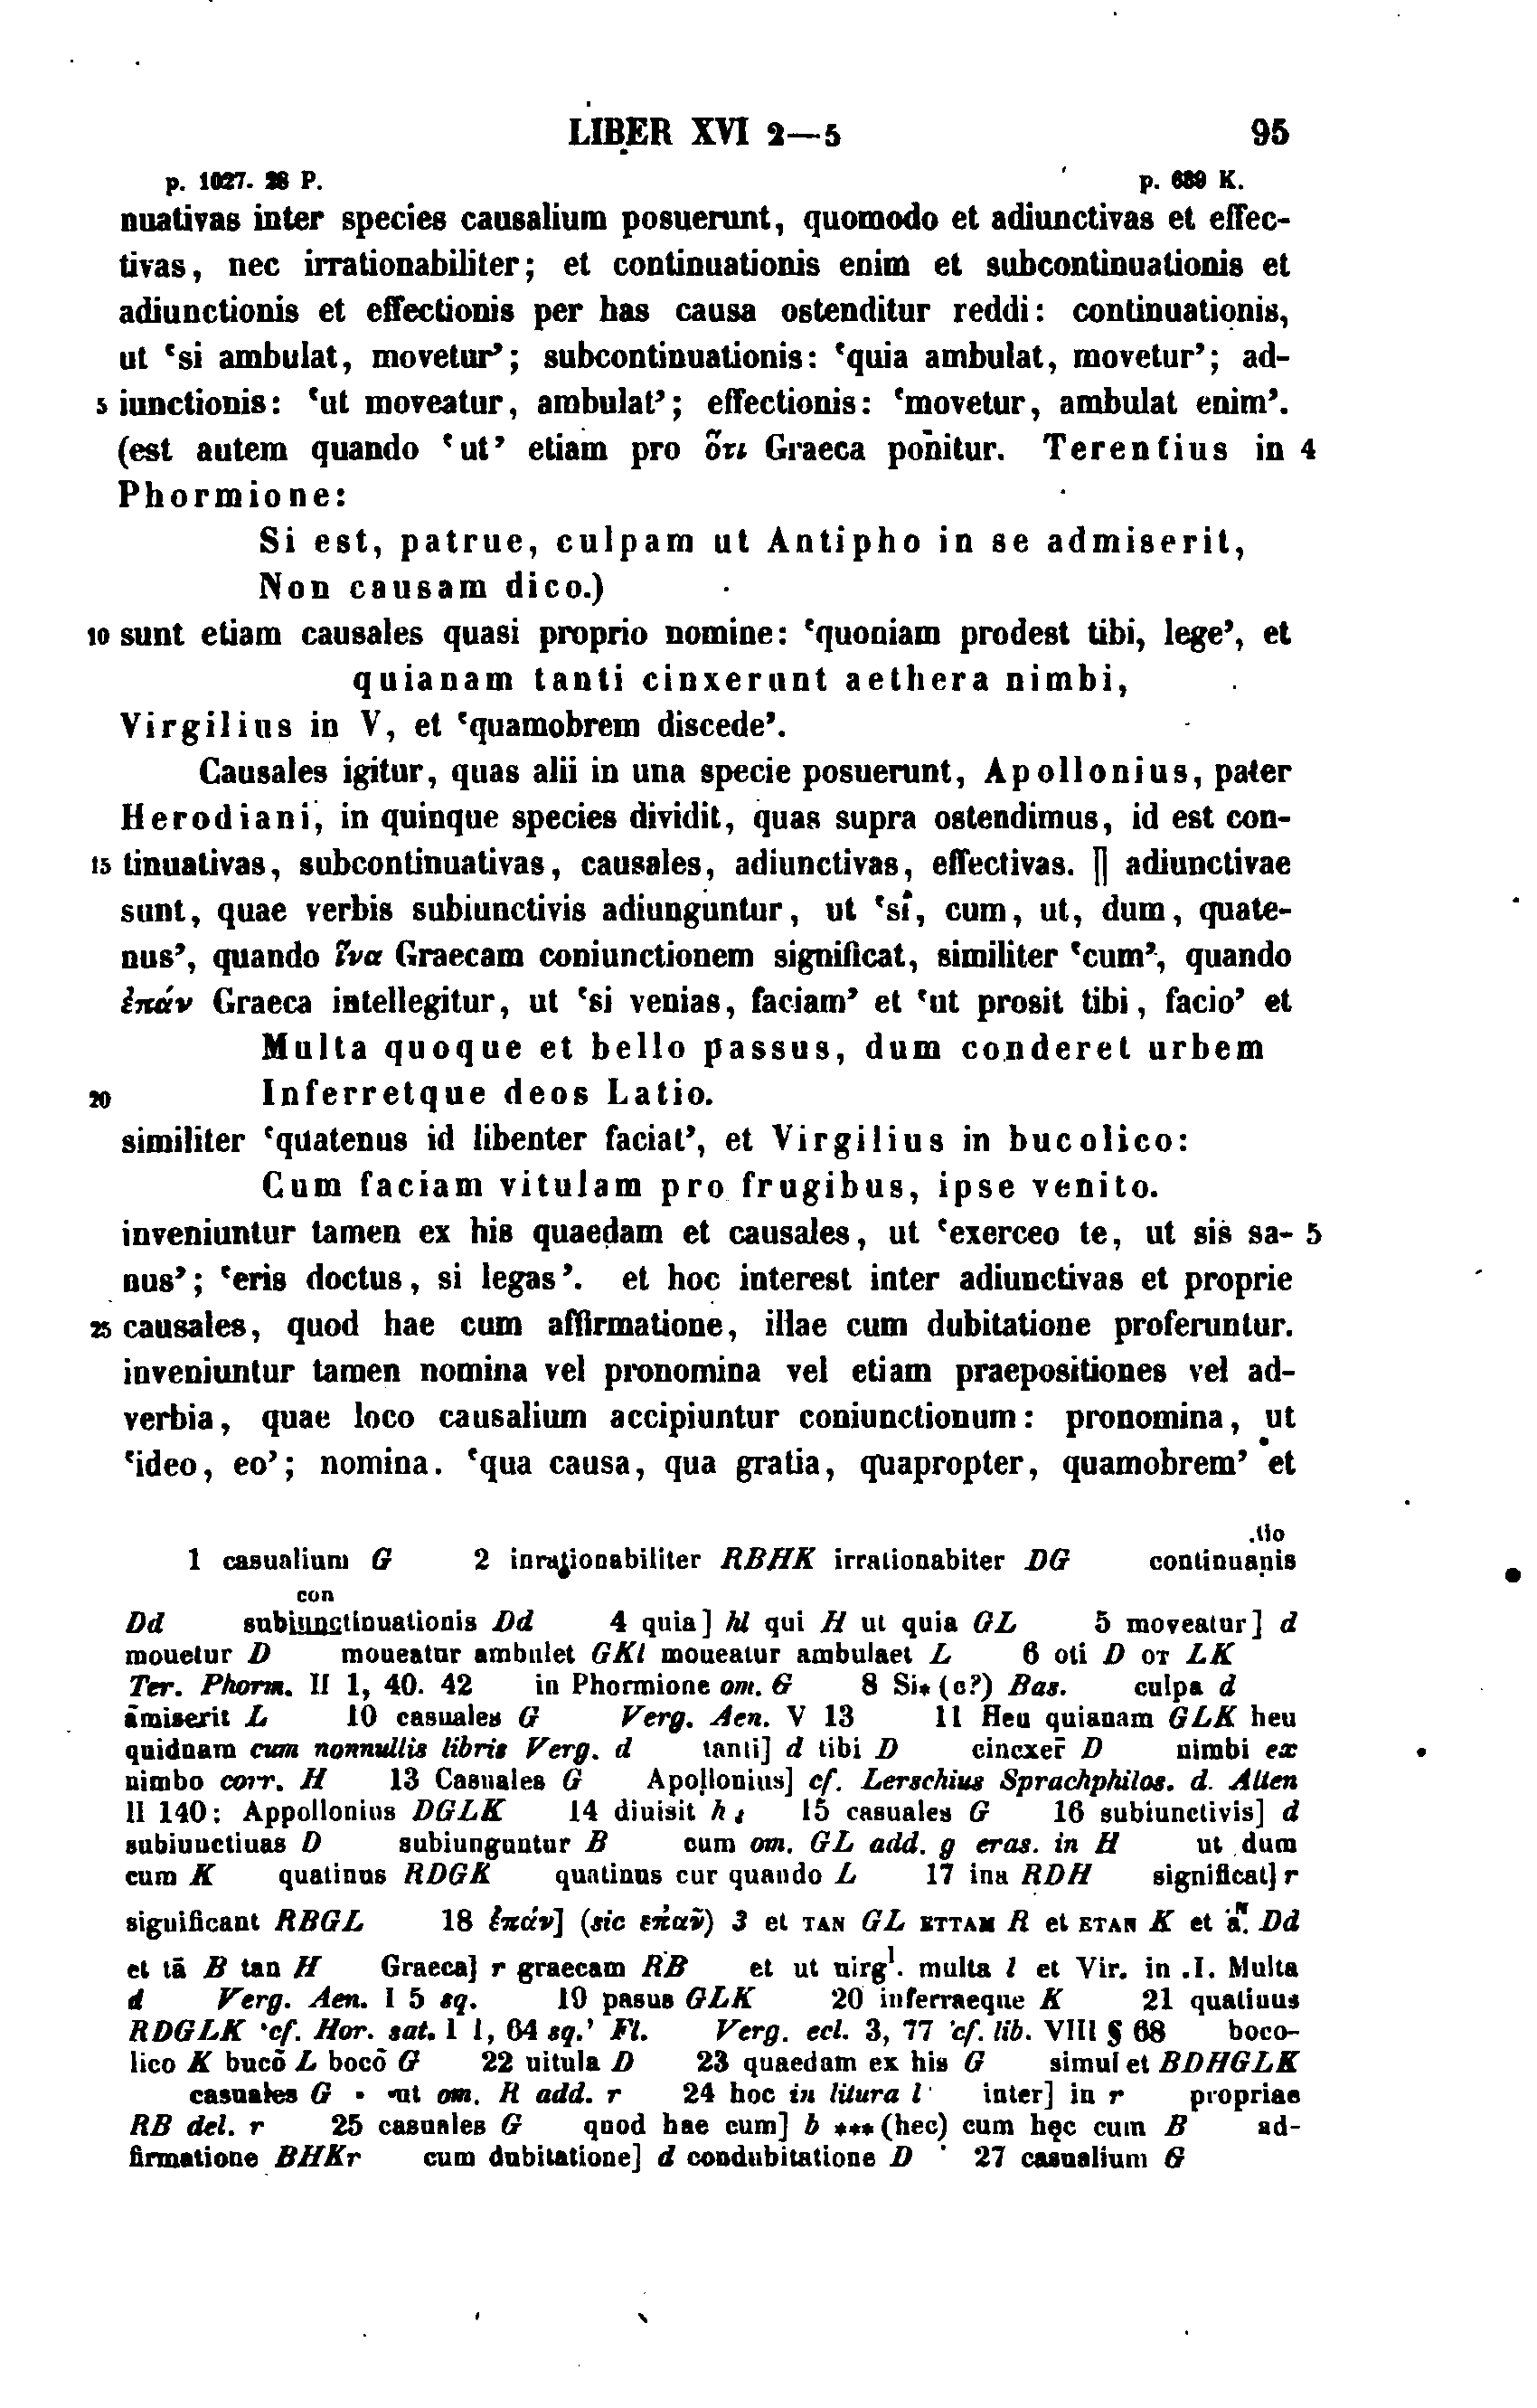 LIBER XVI 2—5 95
p. 1027. 28 P. p. 689 K.
nuativas inter species causalium posuerunt, quomodo et adiunctivas et effec-
tivas, nec irrationabiliter; et continuationis enim et subcontinuationis et
adiunctionis et effectionis per has causa ostenditur reddi: continuationis,
ut ‘si ambulat, movetur’; subcontinuationis: ‘quia ambulat, movetur’; ad-
5 iunctionis: ‘ut moveatur, ambulat’; effectionis: ‘movetur, ambulat enim’.
(est autem quando ‘ut’ etiam pro ὅτι Graeca ponitur. Terentius in 4
Phormione:
Si est, patrue, culpam ut Antipho in se admiserit,
Non causam dico.)
10 sunt etiam causales quasi proprio nomine: ‘quoniam prodest tibi, lege’, et
quianam tanti cinxerunt aethera nimbi,
Virgilius in V, et ‘quamobrem discede’.
Causales igitur, quas alii in una specie posuerunt, Apollonius, pater
Herodiani, in quinque species dividit, quas supra ostendimus, id est con-
15 tinuativas, subcontinuativas, causales, adiunctivas, effectivas. ‖ adiunctivae
sunt, quae verbis subiunctivis adiunguntur, ut ‘si, cum, ut, dum, quate-
nus’, quando ἵνα Graecam coniunctionem significat, similiter ‘cum’, quando
ἐπάν Graeca intellegitur, ut ‘si venias, faciam’ et ‘ut prosit tibi, facio’ et
Multa quoque et bello passus, dum conderet urbem
20 Inferretque deos Latio.
similiter ‘quatenus id libenter faciat’, et Virgilius in bucolico:
Cum faciam vitulam pro frugibus, ipse venito.
inveniuntur tamen ex his quaedam et causales, ut ‘exerceo te, ut sis sa- 5
nus’; ‘eris doctus, si legas’. et hoc interest inter adiunctivas et proprie
25 causales, quod hae cum affirmatione, illae cum dubitatione proferuntur.
inveniuntur tamen nomina vel pronomina vel etiam praepositiones vel ad-
verbia, quae loco causalium accipiuntur coniunctionum: pronomina, ut
‘ideo, eo’; nomina. ‘qua causa, qua gratia, quapropter, quamobrem’ et
.tio
1 casualium G 2 inrationabiliter RBHK irrationabiter DG continuanis
con
Dd subiunctinuationis Dd 4 quia] hl qui H ut quia GL 5 moveatur] d
mouetur D moueatur ambulet GKl moueatur ambulaet L 6 oti D OT LK
Ter. Phorm. II 1, 40. 42 in Phormione om. G 8 Si* (c?) Bas. culpa d
āmiserit L 10 casuales G Verg. Aen. V 13 11 Heu quianam GLK heu
quidnam cum nonnullis libris Verg. d tanti] d tibi D cincxer̄ D nimbi ex
nimbo corr. H 13 Casuales G Apollonius] cf. Lerschius Sprachphilos. d. Alten
II 140: Appollonius DGLK 14 diuisit h 15 casuales G 16 subiunctivis] d
subiunctiuas D subiunguntur B cum om. GL add. g eras. in H ut dum
cum K quatinus RDGK quatinus cur quando L 17 ina RDH significat] r
significant RBGL 18 ἐπάν] (sic επαν) 3 et TAN GL ETTAM R et ETAN K et Dd
et tā B tan H Graeca] r graecam RB et ut uirgl. multa l et Vir. in .I. Multa
d Verg. Aen. I 5 sq. 19 pasus GLK 20 inferraeque K 21 quatinus
RDGLK ‘cf. Hor. sat. I 1, 64 sq.’ Fl. Verg. ecl. 3, 77 ‘cf. lib. VIII § 68 boco-
lico K bucō L bocō G 22 uitula D 23 quaedam ex his G simul et BDHGLK
casuales G ut om. R add. r 24 hoc in litura l inter] in r propriae
RB del. r 25 casuales G quod hae cum] b *** (hec) cum hęc cum B ad-
firmatione BHKr cum dubitatione] d condubitatione D 27 casualium G